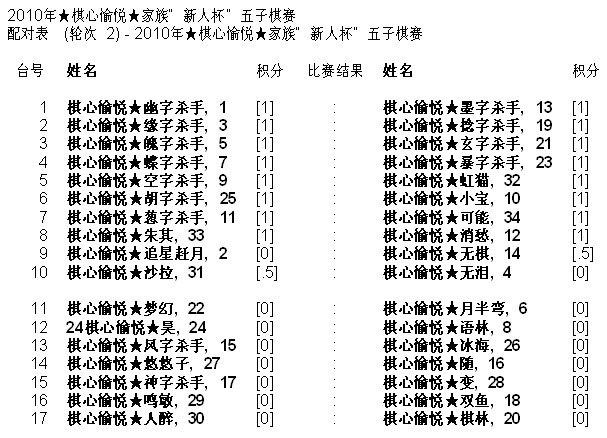 2010年★棋心愉悦★家族”新人杯”五子棋赛
配对表 (轮次 2) - 2010年★棋心愉悦★家族”新人杯”五子棋赛
台号 姓名 积分 比赛结果 姓名 积分
1 棋心愉悦★幽字杀手, 1 [1] : 棋心愉悦★墨字杀手, 13 [1]
2 棋心愉悦★缘字杀手, 3 [1] : 棋心愉悦★捻字杀手, 19 [1]
3 棋心愉悦★魄字杀手, 5 [1] : 棋心愉悦★玄字杀手, 21 [1]
4 棋心愉悦★蝶字杀手, 7 [1] : 棋心愉悦★暴字杀手, 23 [1]
5 棋心愉悦★空字杀手, 9 [1] : 棋心愉悦★虹猫, 32 [1]
6 棋心愉悦★胡字杀手, 25 [1] : 棋心愉悦★小宝, 10 [1]
7 棋心愉悦★葱字杀手, 11 [1] : 棋心愉悦★可能, 34 [1]
8 棋心愉悦★朱其, 33 [1] : 棋心愉悦★消愁, 12 [1]
9 棋心愉悦★追星赶月, 2 [0] : 棋心愉悦★无棋, 14 [.5]
10 棋心愉悦★沙拉, 31 [.5] : 棋心愉悦★无泪, 4 [0]
11 棋心愉悦★梦幻, 22 [0] : 棋心愉悦★月半弯, 6 [0]
12 24棋心愉悦★昊, 24 [0] : 棋心愉悦★语林, 8 [0]
13 棋心愉悦★风字杀手, 15 [0] : 棋心愉悦★冰海, 26 [0]
14 棋心愉悦★悠悠子, 27 [0] : 棋心愉悦★随, 16 [0]
15 棋心愉悦★神字杀手, 17 [0] : 棋心愉悦★变, 28 [0]
16 棋心愉悦★鸣敏, 29 [0] : 棋心愉悦★双鱼, 18 [0]
17 棋心愉悦★人醉, 30 [0] : 棋心愉悦★棋林, 20 [0]